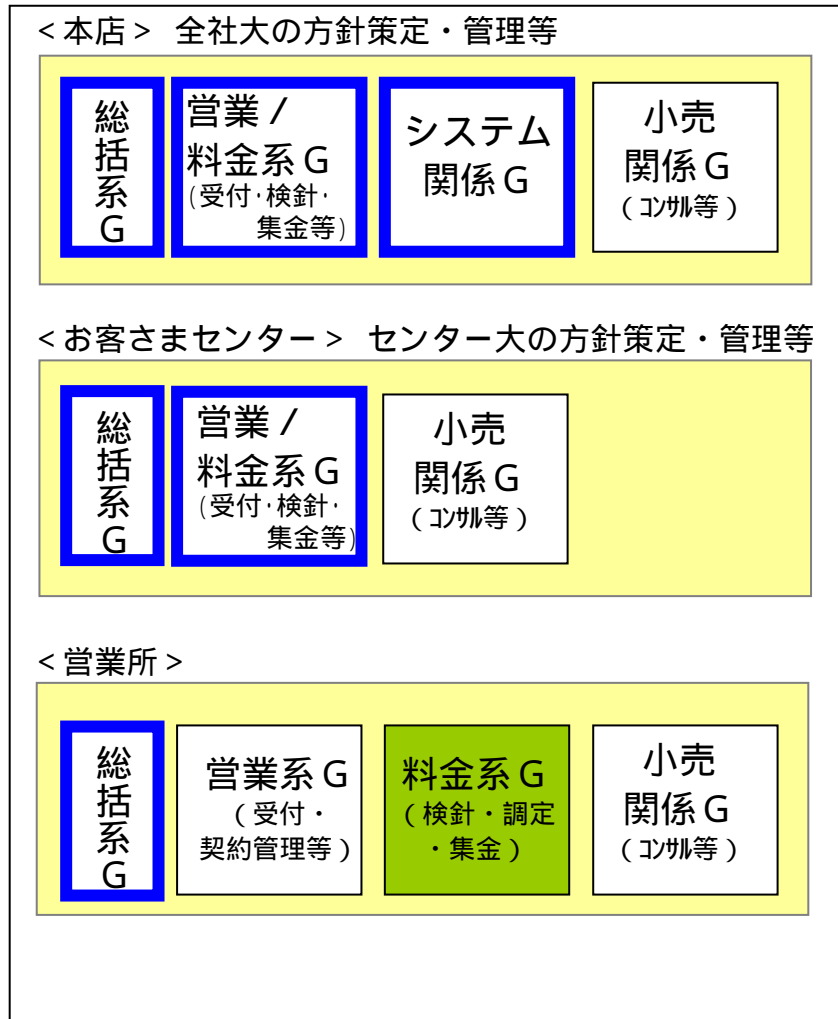 <本店> 全社大の方針策定・管理等
総括系G
営業/
料金系G
(受付・検針・
集金等)
システム
関係G
小売
関係G
(コンサル等)
<お客さまセンター> センター大の方針策定・管理等
総括系G
営業/
料金系G
(受付・検針・
集金等)
小売
関係G
(コンサル等)
<営業所>
総括系G
営業系G
(受付・
契約管理等)
料金系G
(検針・調定
・集金)
小売
関係G
(コンサル等)